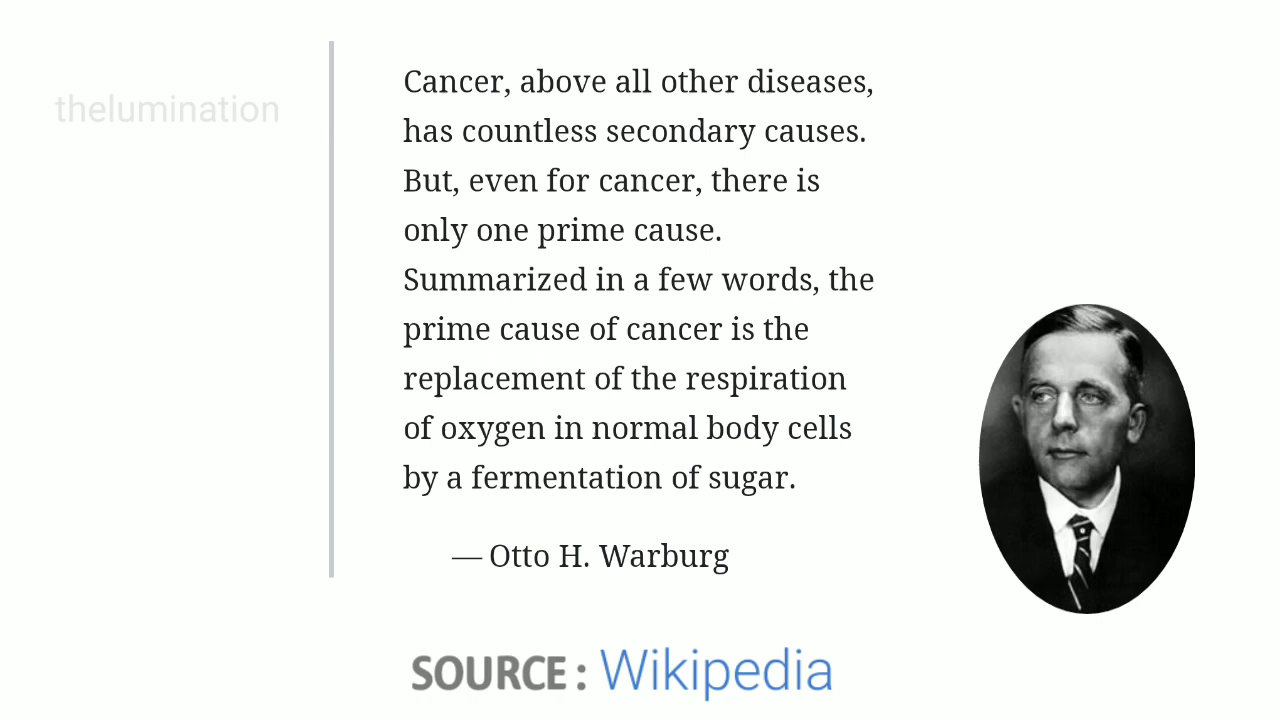 thelumination
Cancer, above all other diseases,
has countless secondary causes.
But, even for cancer, there is
only one prime cause.
Summarized in a few words, the
prime cause of cancer is the
replacement of the respiration
of oxygen in normal body cells
by a fermentation of sugar.
— Otto H. Warburg
SOURCE : Wikipedia